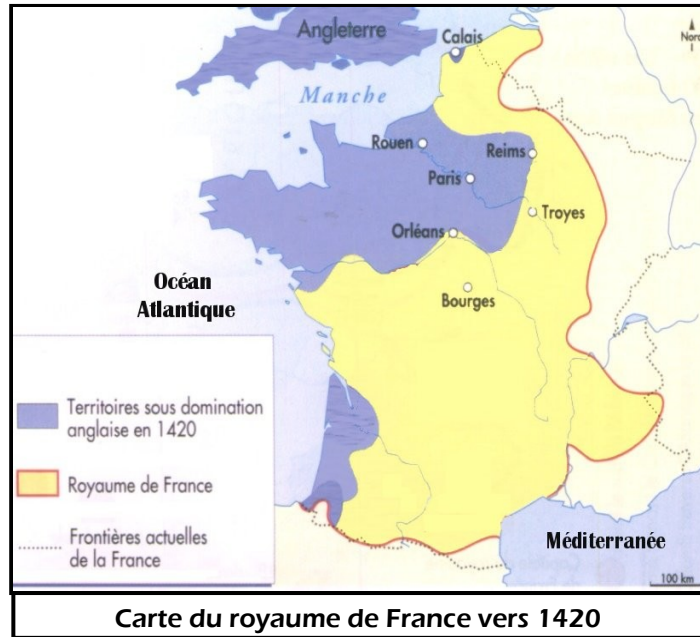 Angleterre
Calais
Nord
Manche
Rouen
Reims
Paris
Troyes
Orléans
Bourges
Océan
Atlantique
Territoires sous domination
anglaise en 1420
Royaume de France
Frontières actuelles
de la France
Méditerranée
100 km
Carte du royaume de France vers 1420